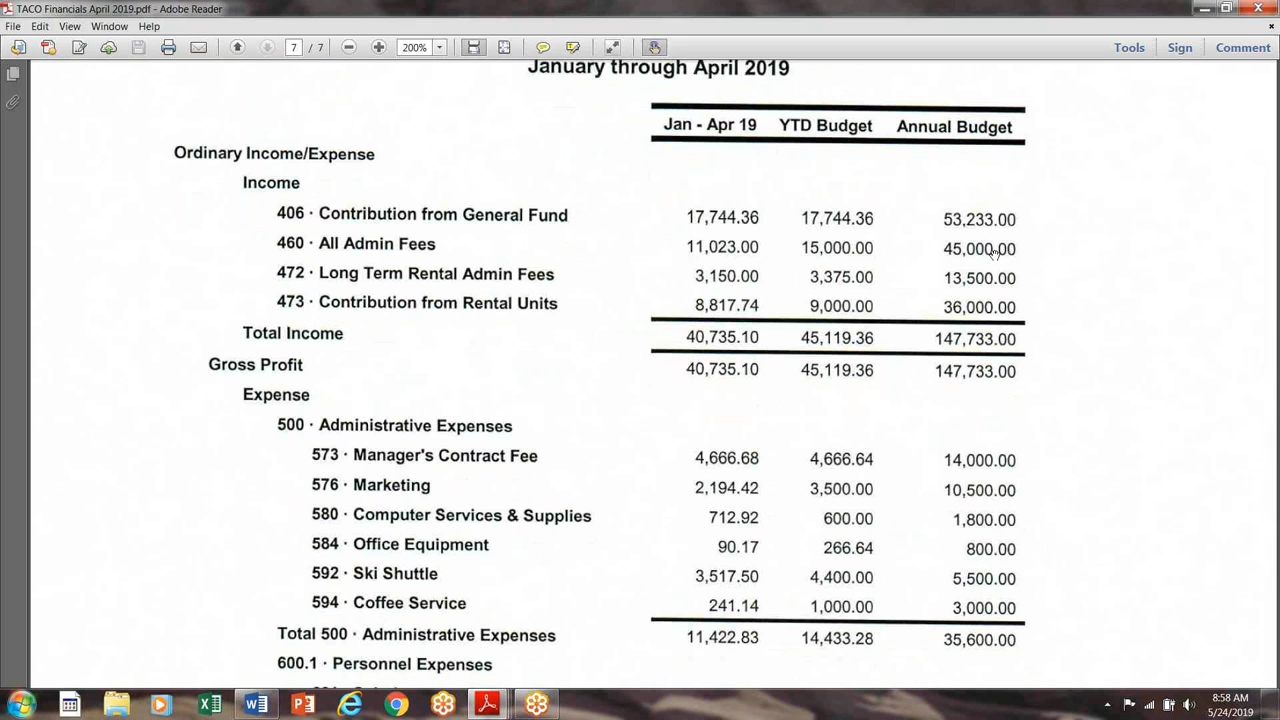 TACO Financials April 2019.pdf - Adobe Reader
File Edit View Window Help
7 / 7 200% Tools Sign Comment
January through April 2019
Jan - Apr 19 YTD Budget Annual Budget
Ordinary Income/Expense
Income
406 · Contribution from General Fund 17,744.36 17,744.36 53,233.00
460 · All Admin Fees 11,023.00 15,000.00 45,000.00
472 · Long Term Rental Admin Fees 3,150.00 3,375.00 13,500.00
473 · Contribution from Rental Units 8,817.74 9,000.00 36,000.00
Total Income 40,735.10 45,119.36 147,733.00
Gross Profit 40,735.10 45,119.36 147,733.00
Expense
500 · Administrative Expenses
573 · Manager's Contract Fee 4,666.68 4,666.64 14,000.00
576 · Marketing 2,194.42 3,500.00 10,500.00
580 · Computer Services & Supplies 712.92 600.00 1,800.00
584 · Office Equipment 90.17 266.64 800.00
592 · Ski Shuttle 3,517.50 4,400.00 5,500.00
594 · Coffee Service 241.14 1,000.00 3,000.00
Total 500 · Administrative Expenses 11,422.83 14,433.28 35,600.00
600.1 · Personnel Expenses
8:58 AM
5/24/2019